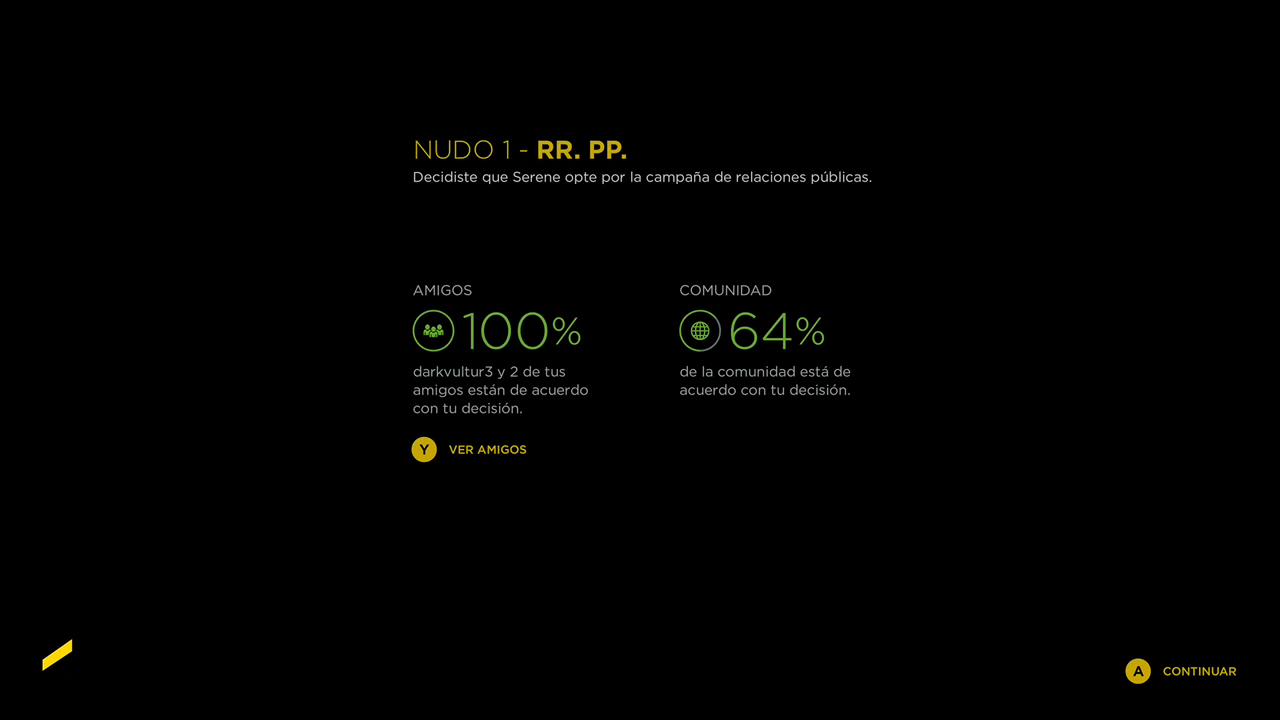 NUDO 1 - RR. PP.
Decidiste que Serene opte por la campaña de relaciones públicas.
AMIGOS
100%
darkvultur3 y 2 de tus
amigos están de acuerdo
con tu decisión.
Y VER AMIGOS
COMUNIDAD
64%
de la comunidad está de
acuerdo con tu decisión.
A CONTINUAR